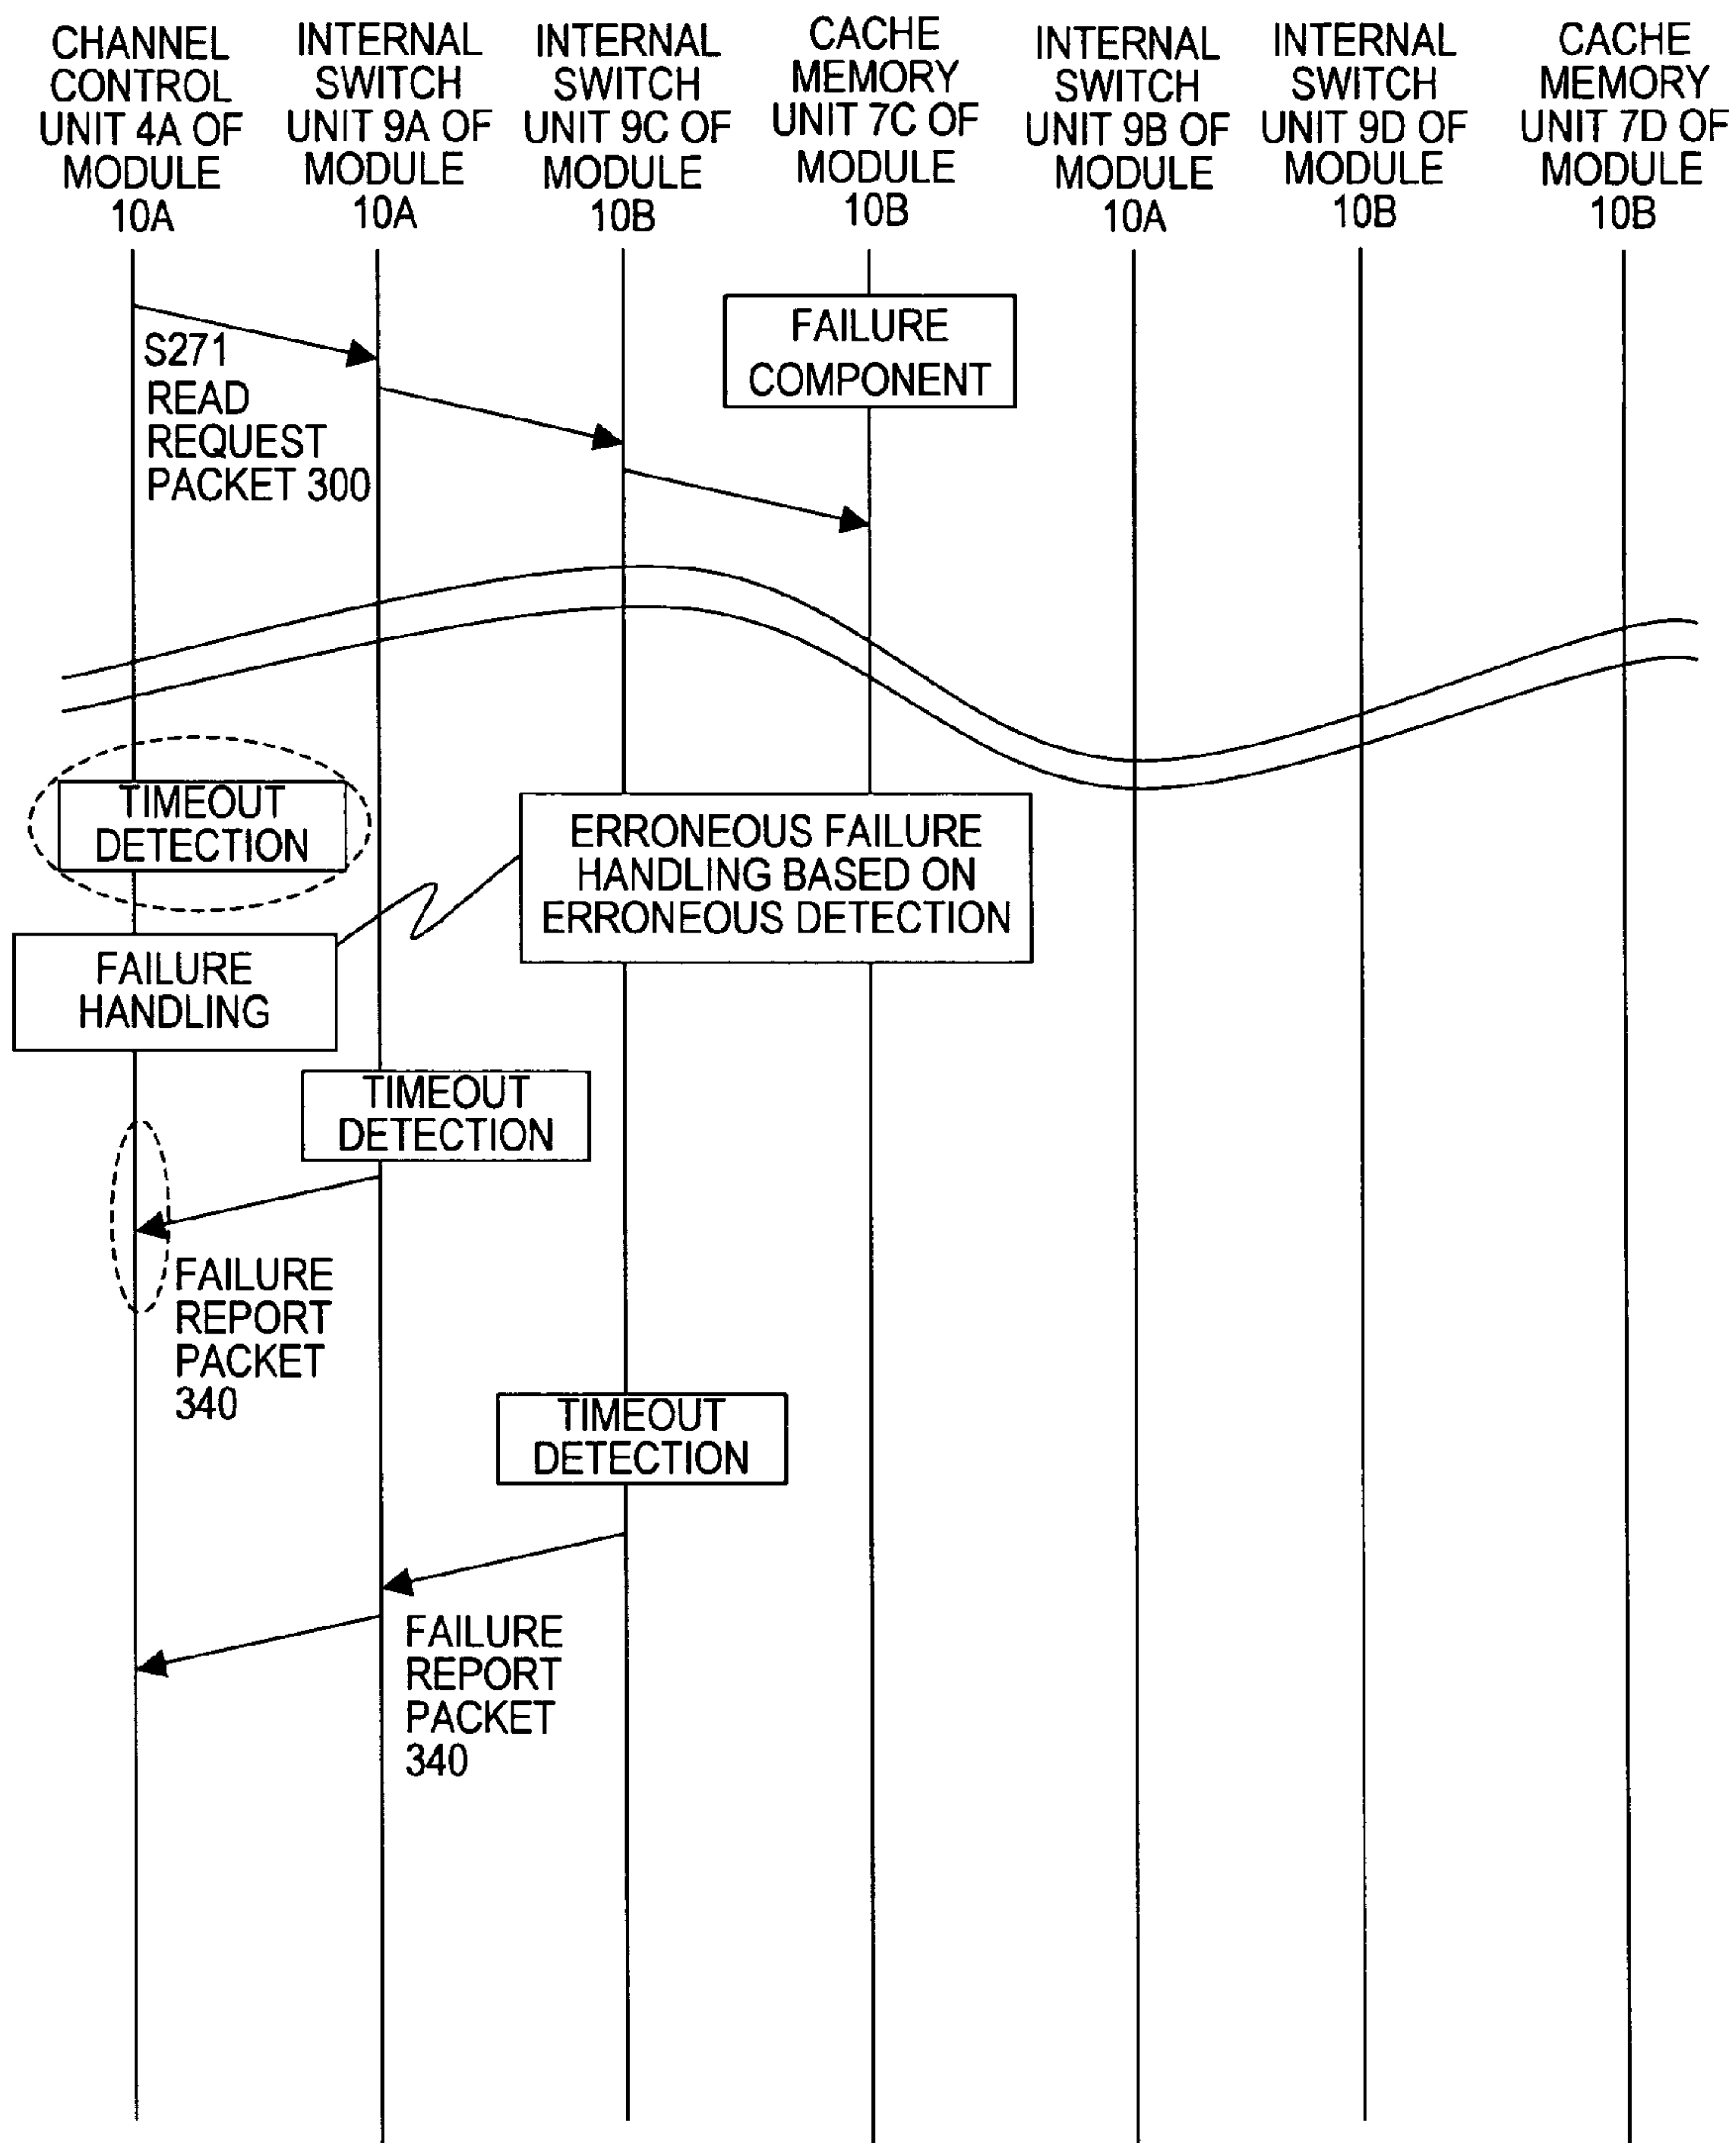 CHANNEL
CONTROL
UNIT 4A OF
MODULE
10A
INTERNAL
SWITCH
UNIT 9A OF
MODULE
10A
INTERNAL
SWITCH
UNIT 9C OF
MODULE
10B
CACHE
MEMORY
UNIT 7C OF
MODULE
10B
INTERNAL
SWITCH
UNIT 9B OF
MODULE
10A
INTERNAL
SWITCH
UNIT 9D OF
MODULE
10B
CACHE
MEMORY
UNIT 7D OF
MODULE
10B
S271
READ
REQUEST
PACKET 300
FAILURE
COMPONENT
TIMEOUT
DETECTION
ERRONEOUS FAILURE
HANDLING BASED ON
ERRONEOUS DETECTION
FAILURE
HANDLING
TIMEOUT
DETECTION
FAILURE
REPORT
PACKET
340
TIMEOUT
DETECTION
FAILURE
REPORT
PACKET
340